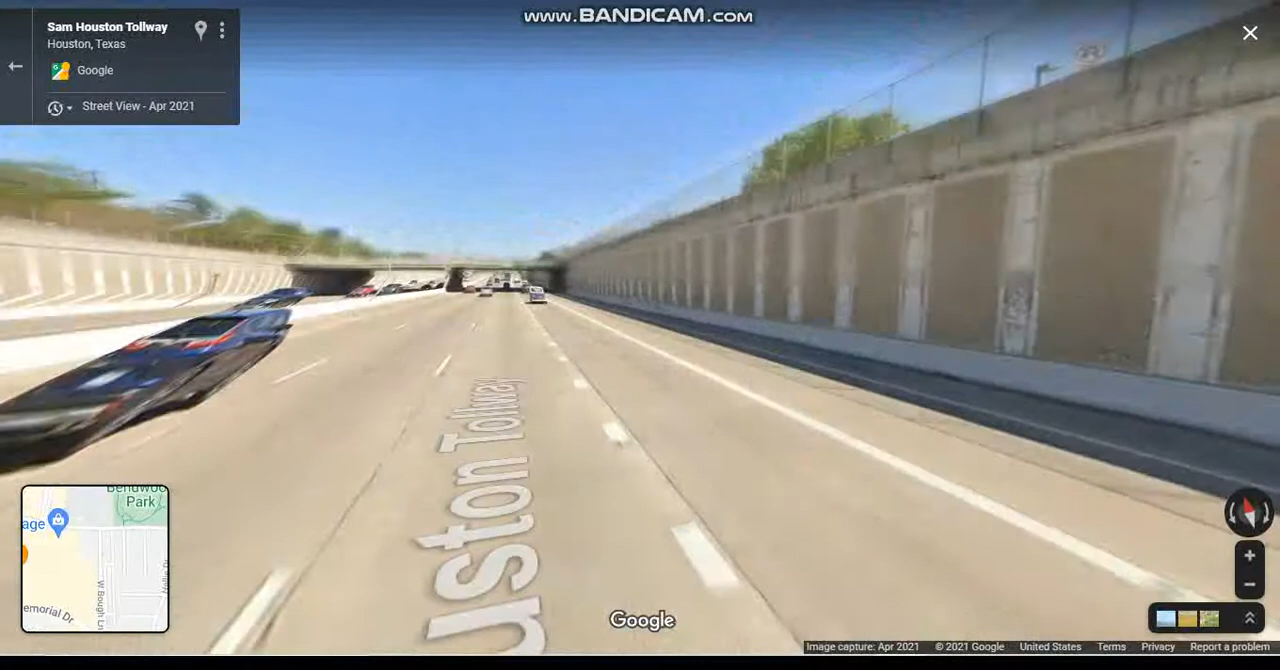 www.BANDICAM.com
Sam Houston Tollway
Houston, Texas
Google
Street View - Apr 2021
uston Tollway
Park
age
emorial Dr
W Bough Ln
Google
Image capture: Apr 2021 © 2021 Google United States Terms Privacy Report a problem